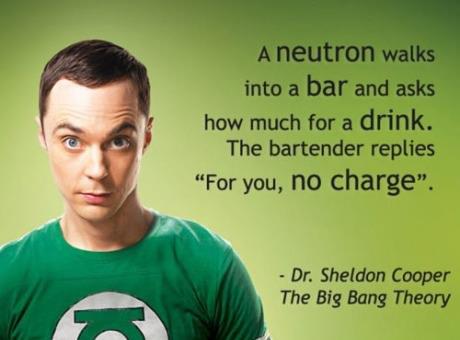 A neutron walks
into a bar and asks
how much for a drink.
The bartender replies
“For you, no charge”.
- Dr. Sheldon Cooper
The Big Bang Theory